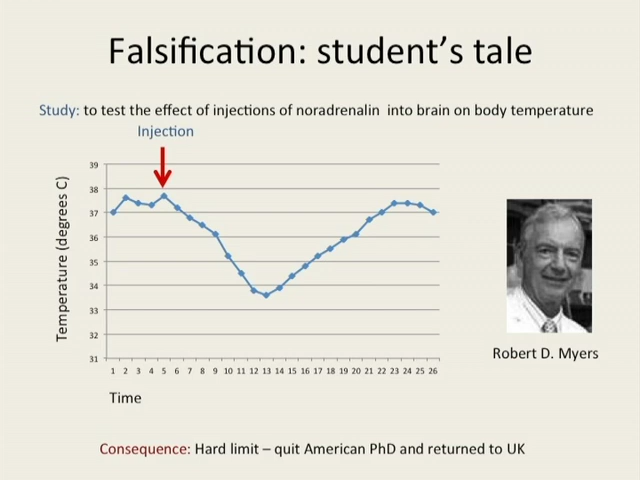 Falsification: student's tale
Study: to test the effect of injections of noradrenalin into brain on body temperature
Injection
Temperature (degrees C)
39
38
37
36
35
34
33
32
31
1 2 3 4 5 6 7 8 9 10 11 12 13 14 15 16 17 18 19 20 21 22 23 24 25 26
Time
Robert D. Myers
Consequence: Hard limit – quit American PhD and returned to UK